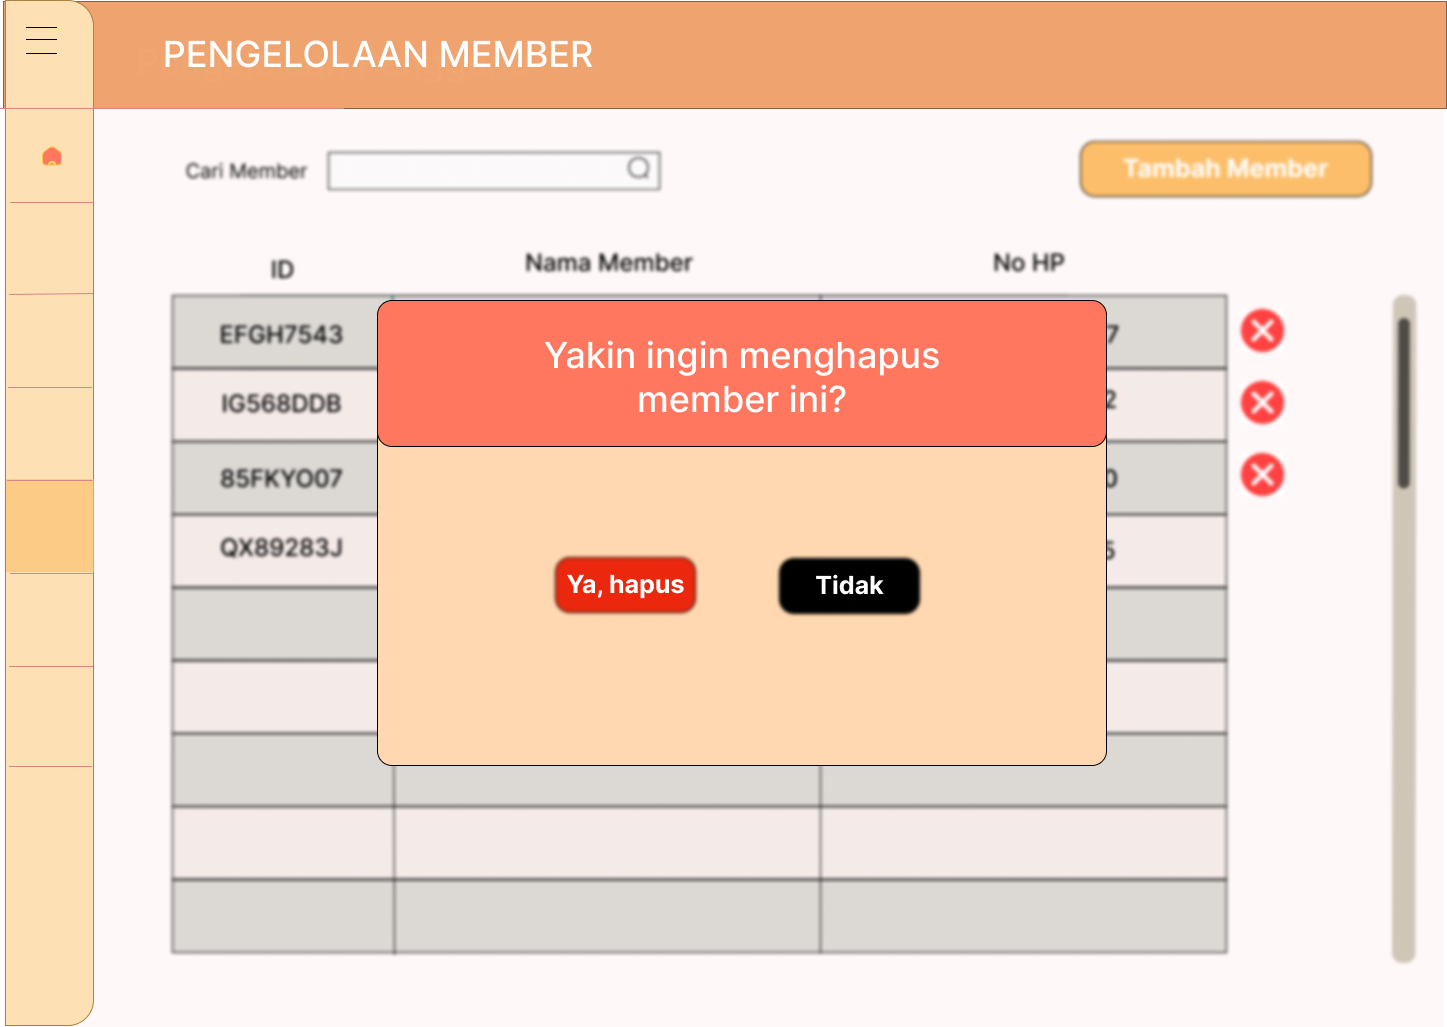 PENGELOLAAN MEMBER
Cari Member
Tambah Member
ID
Nama Member
No HP
EFGH7543
7
Yakin ingin menghapus
member ini?
IG568DDB
2
85FKYO07
0
QX89283J
5
Ya, hapus
Tidak